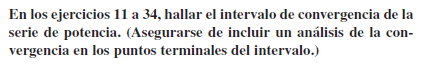 En los ejercicios 11 a 34, hallar el intervalo de convergencia de la
serie de potencia. (Asegurarse de incluir un análisis de la con-
vergencia en los puntos terminales del intervalo.)